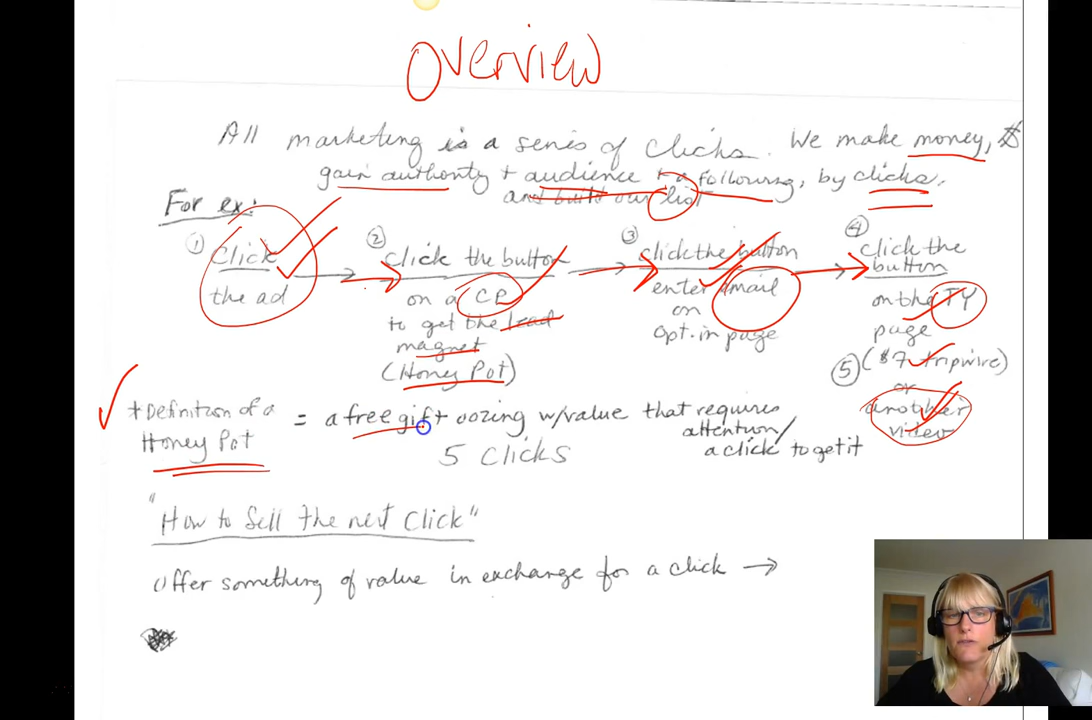 Overview
All marketing is a series of clicks. We make money, $
gain authority + audience + a following, by clicks.
and build our list
For ex:
① Click
the ad
② Click the button
on a CP
to get the lead
magnet
(Honey Pot)
③ click the button
enter email
on
Opt.in page
④ Click the
button
on the TY
page
⑤ ($7 tripwire)
or
another
video
+ Definition of a
Honey Pot
= a free gift oozing w/value that requires
attention/
a click to get it
5 Clicks
"How to Sell the next Click"
Offer something of value in exchange for a click →